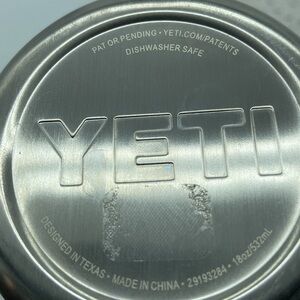 PAT OR PENDING • YETI.COM/PATENTS
DISHWASHER SAFE
YETI
DESIGNED IN TEXAS • MADE IN CHINA • 29193284 • 18oz/532mL